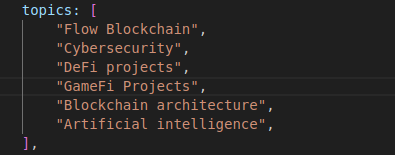 topics: [
"Flow Blockchain",
"Cybersecurity",
"DeFi projects",
"GameFi Projects",
"Blockchain architecture",
"Artificial intelligence",
],